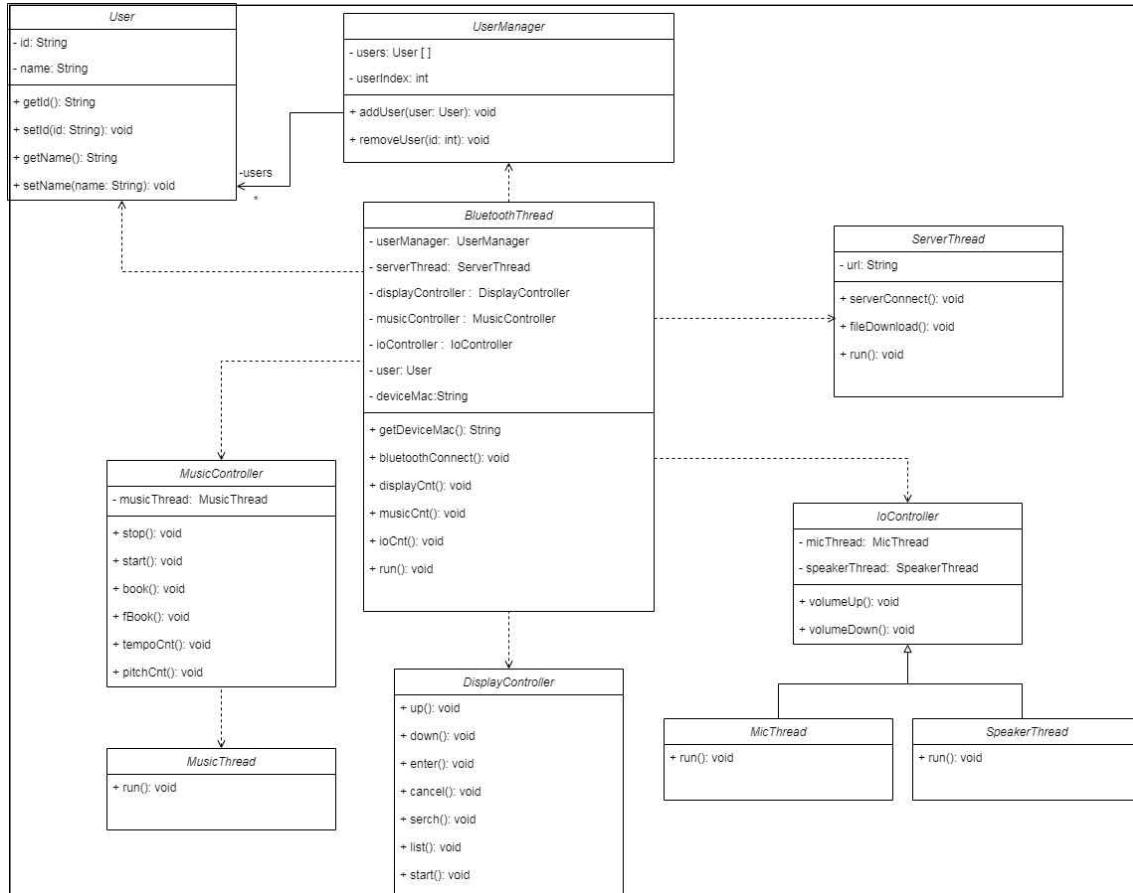 User
- id: String
- name: String
+ getId(): String
+ setId(id: String): void
+ getName(): String
+ setName(name: String): void
UserManager
- users: User [ ]
- userIndex: int
+ addUser(user: User): void
+ removeUser(id: int): void
-users
*
BluetoothThread
- userManager: UserManager
- serverThread: ServerThread
- displayController : DisplayController
- musicController : MusicController
- ioController : IoController
- user: User
- deviceMac:String
+ getDeviceMac(): String
+ bluetoothConnect(): void
+ displayCnt(): void
+ musicCnt(): void
+ ioCnt(): void
+ run(): void
ServerThread
- url: String
+ serverConnect(): void
+ fileDownload(): void
+ run(): void
MusicController
- musicThread: MusicThread
+ stop(): void
+ start(): void
+ book(): void
+ fBook(): void
+ tempoCnt(): void
+ pitchCnt(): void
IoController
- micThread: MicThread
- speakerThread: SpeakerThread
+ volumeUp(): void
+ volumeDown(): void
MusicThread
+ run(): void
DisplayController
+ up(): void
+ down(): void
+ enter(): void
+ cancel(): void
+ serch(): void
+ list(): void
+ start(): void
MicThread
+ run(): void
SpeakerThread
+ run(): void